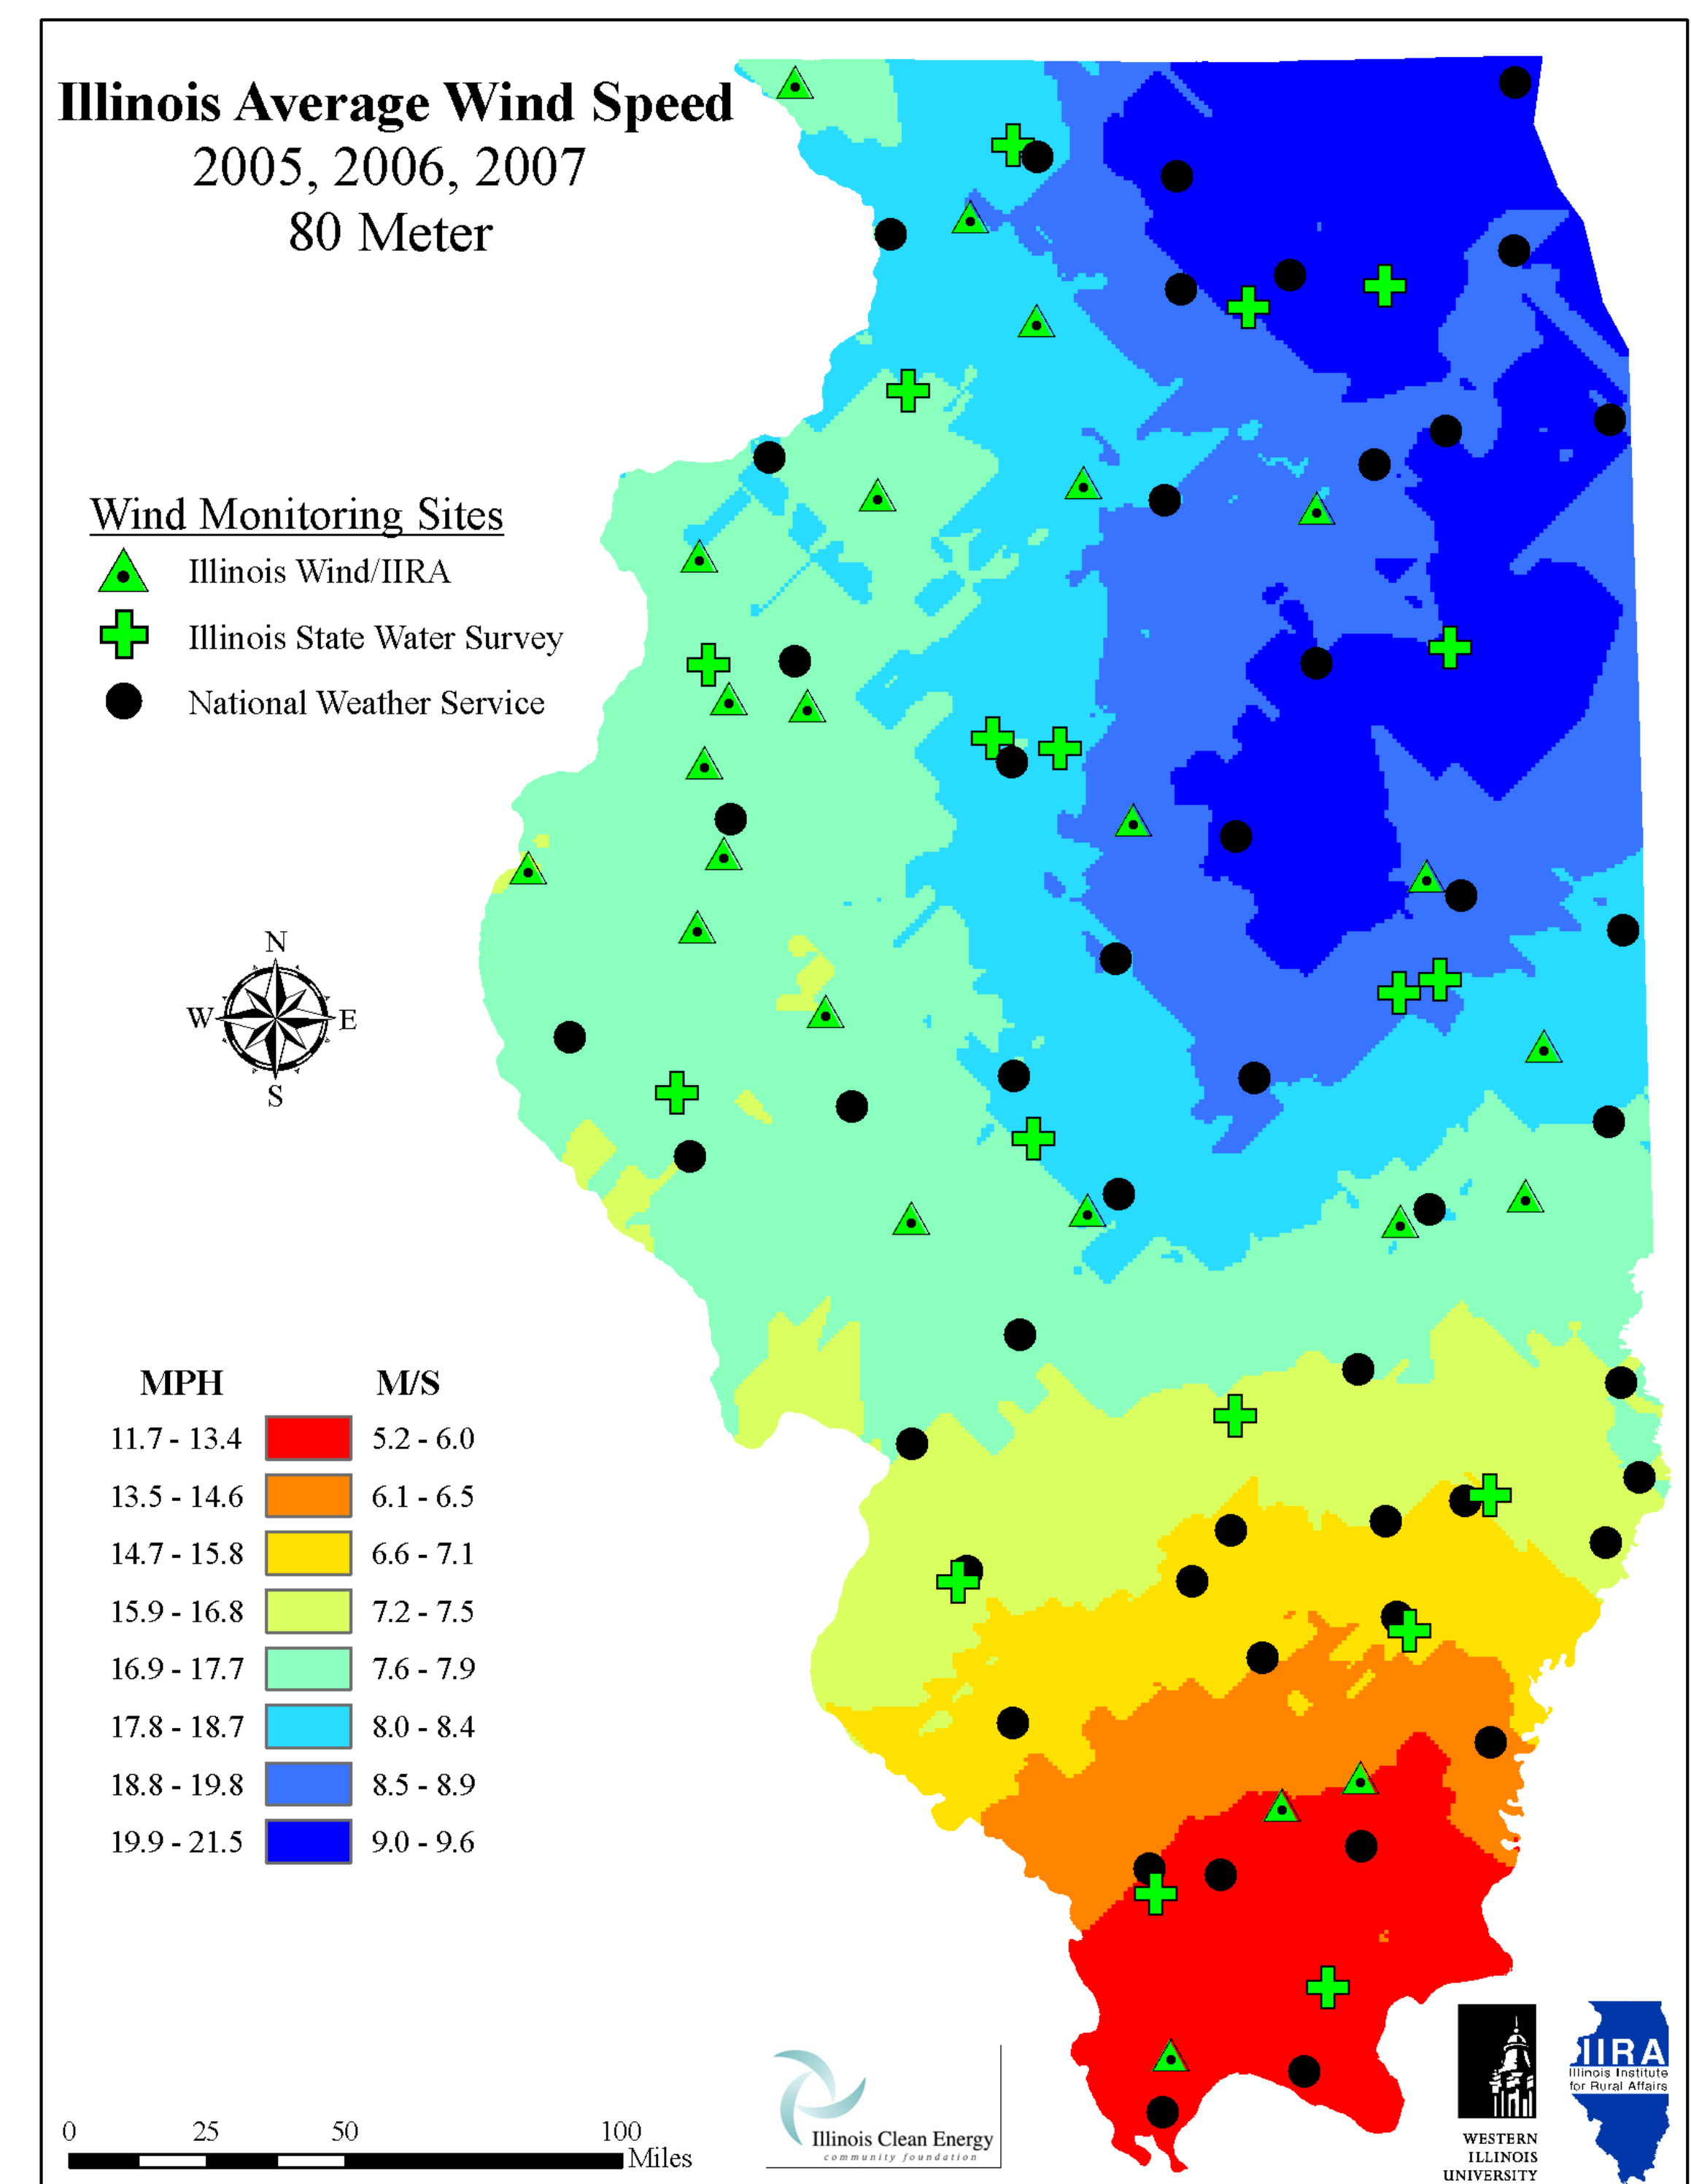 Illinois Average Wind Speed
2005, 2006, 2007
80 Meter
Wind Monitoring Sites
Illinois Wind/IIRA
Illinois State Water Survey
National Weather Service
N
W E
S
MPH M/S
11.7 - 13.4 5.2 - 6.0
13.5 - 14.6 6.1 - 6.5
14.7 - 15.8 6.6 - 7.1
15.9 - 16.8 7.2 - 7.5
16.9 - 17.7 7.6 - 7.9
17.8 - 18.7 8.0 - 8.4
18.8 - 19.8 8.5 - 8.9
19.9 - 21.5 9.0 - 9.6
0 25 50 100
Miles
Illinois Clean Energy
community foundation
WESTERN
ILLINOIS
UNIVERSITY
IIRA
Illinois Institute
for Rural Affairs